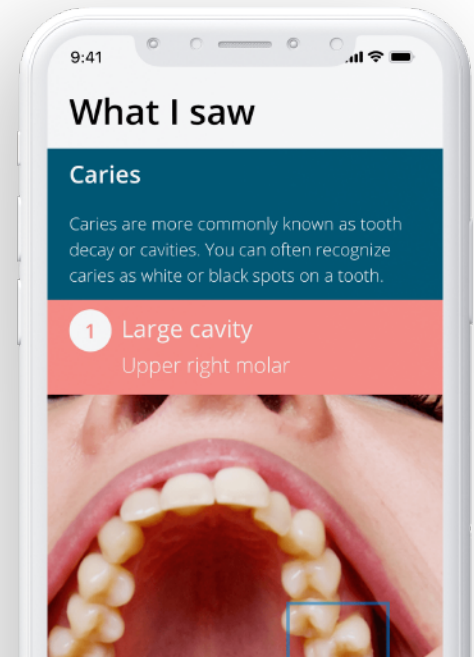 9:41
What I saw
Caries
Caries are more commonly known as tooth
decay or cavities. You can often recognize
caries as white or black spots on a tooth.
1 Large cavity
Upper right molar